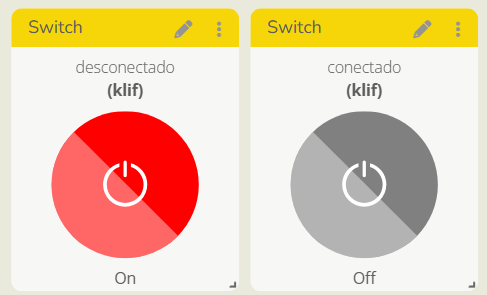 Switch
desconectado
(klif)
On
Switch
conectado
(klif)
Off